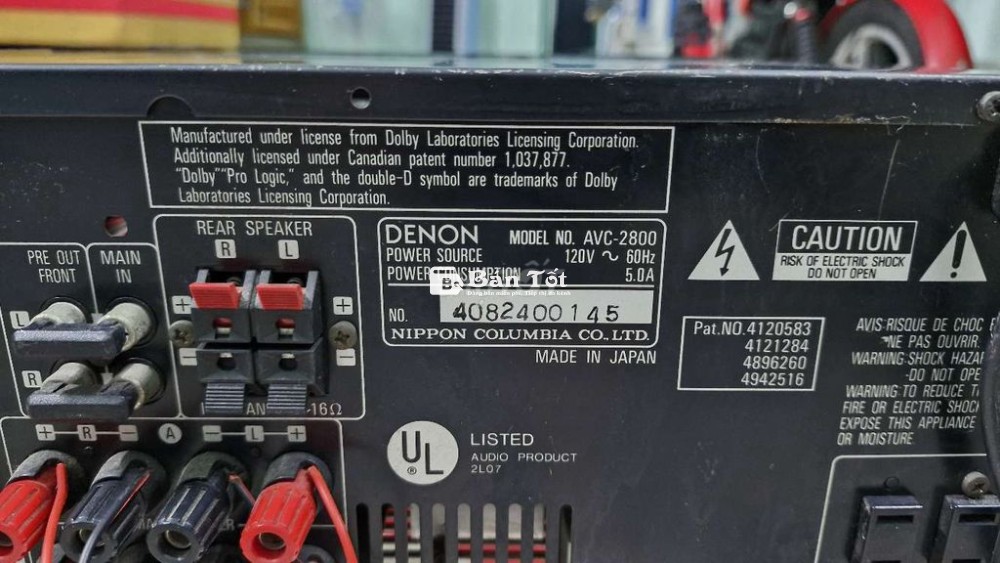 Manufactured under license from Dolby Laboratories Licensing Corporation.
Additionally licensed under Canadian patent number 1,037,877.
"Dolby" "Pro Logic," and the double-D symbol are trademarks of Dolby
Laboratories Licensing Corporation.
REAR SPEAKER
R L
PRE OUT
FRONT
MAIN
IN
L
R
+ +
− −
-16Ω
+ R − A − L +
DENON MODEL NO. AVC-2800
POWER SOURCE 120V ~ 60Hz
POWER 5.0A
Bán Tốt
NO. 4082400145
NIPPON COLUMBIA CO., LTD.
MADE IN JAPAN
UL
®
LISTED
AUDIO PRODUCT
2L07
CAUTION
RISK OF ELECTRIC SHOCK
DO NOT OPEN
Pat.NO.4120583
4121284
4896260
4942516
AVIS:RISQUE DE CHOC
-NE PAS OUVRIR.
WARNING:SHOCK
-DO NOT
WARNING:TO REDUCE
FIRE OR ELECTRIC
EXPOSE THIS APPLIANCE
OR MOISTURE